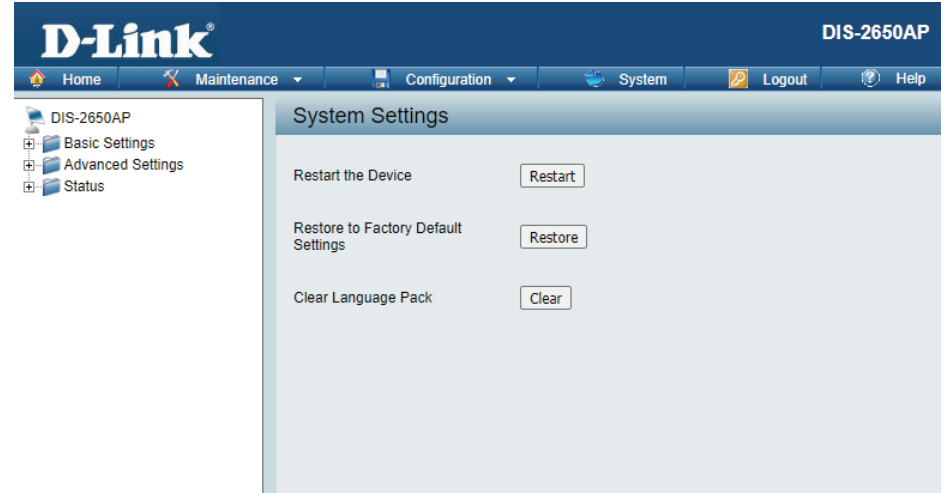 D-Link®
DIS-2650AP
Home Maintenance Configuration System Logout Help
DIS-2650AP
Basic Settings
Advanced Settings
Status
System Settings
Restart the Device Restart
Restore to Factory Default
Settings
Restore
Clear Language Pack Clear